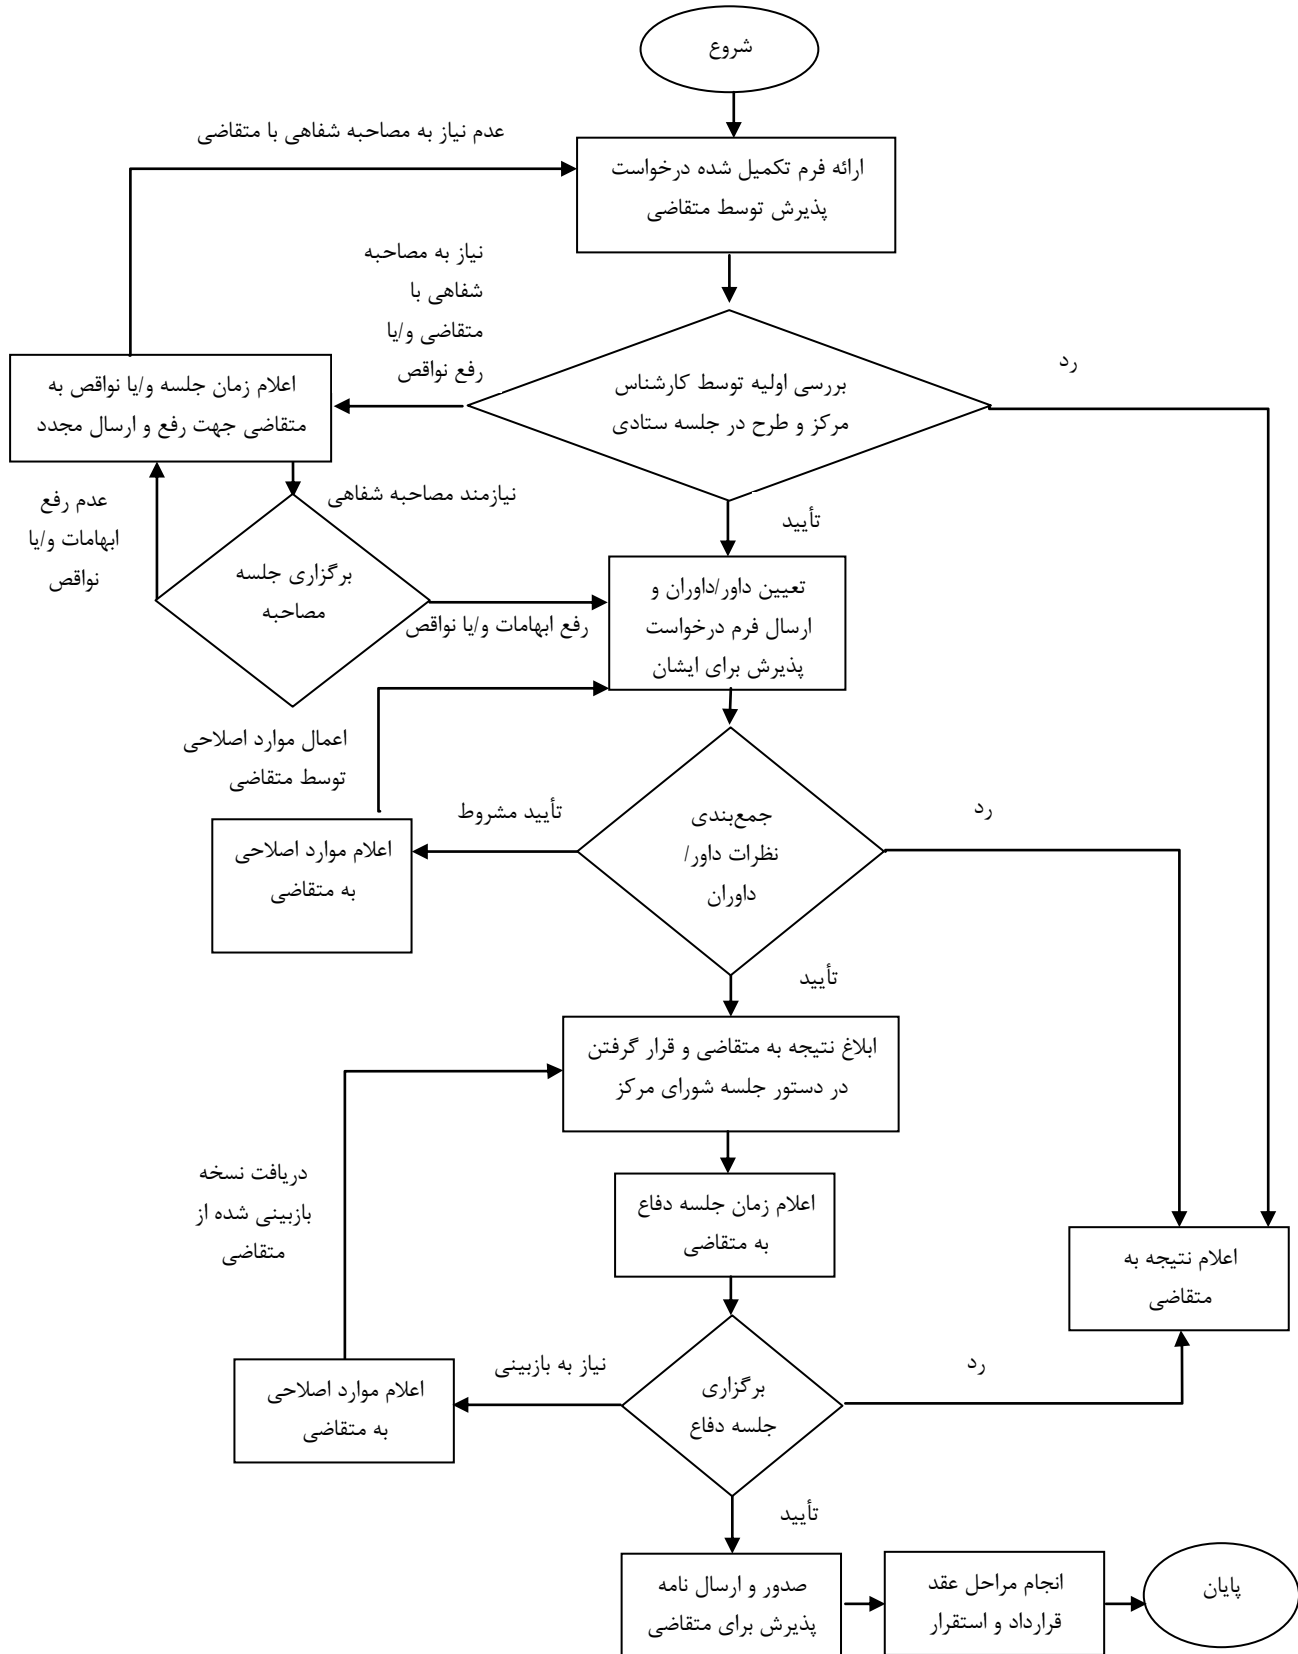 شروع
عدم نیاز به مصاحبه شفاهی با متقاضی
ارائه فرم تکمیل شده درخواست
پذیرش توسط متقاضی
نیاز به مصاحبه
شفاهی با
متقاضی و/یا
رفع نواقص
رد
بررسی اولیه توسط کارشناس
مرکز و طرح در جلسه ستادی
اعلام زمان جلسه و/یا نواقص به
متقاضی جهت رفع و ارسال مجدد
نیازمند مصاحبه شفاهی
عدم رفع
ابهامات و/یا
نواقص
تأیید
برگزاری جلسه
مصاحبه
رفع ابهامات و/یا نواقص
تعیین داور/داوران و
ارسال فرم درخواست
پذیرش برای ایشان
اعمال موارد اصلاحی
توسط متقاضی
تأیید مشروط
رد
جمع‌بندی
نظرات داور/
داوران
اعلام موارد اصلاحی
به متقاضی
تأیید
ابلاغ نتیجه به متقاضی و قرار گرفتن
در دستور جلسه شورای مرکز
دریافت نسخه
بازبینی شده از
متقاضی
اعلام زمان جلسه دفاع
به متقاضی
اعلام نتیجه به
متقاضی
نیاز به بازبینی
رد
برگزاری
جلسه دفاع
اعلام موارد اصلاحی
به متقاضی
تأیید
صدور و ارسال نامه
پذیرش برای متقاضی
انجام مراحل عقد
قرارداد و استقرار
پایان